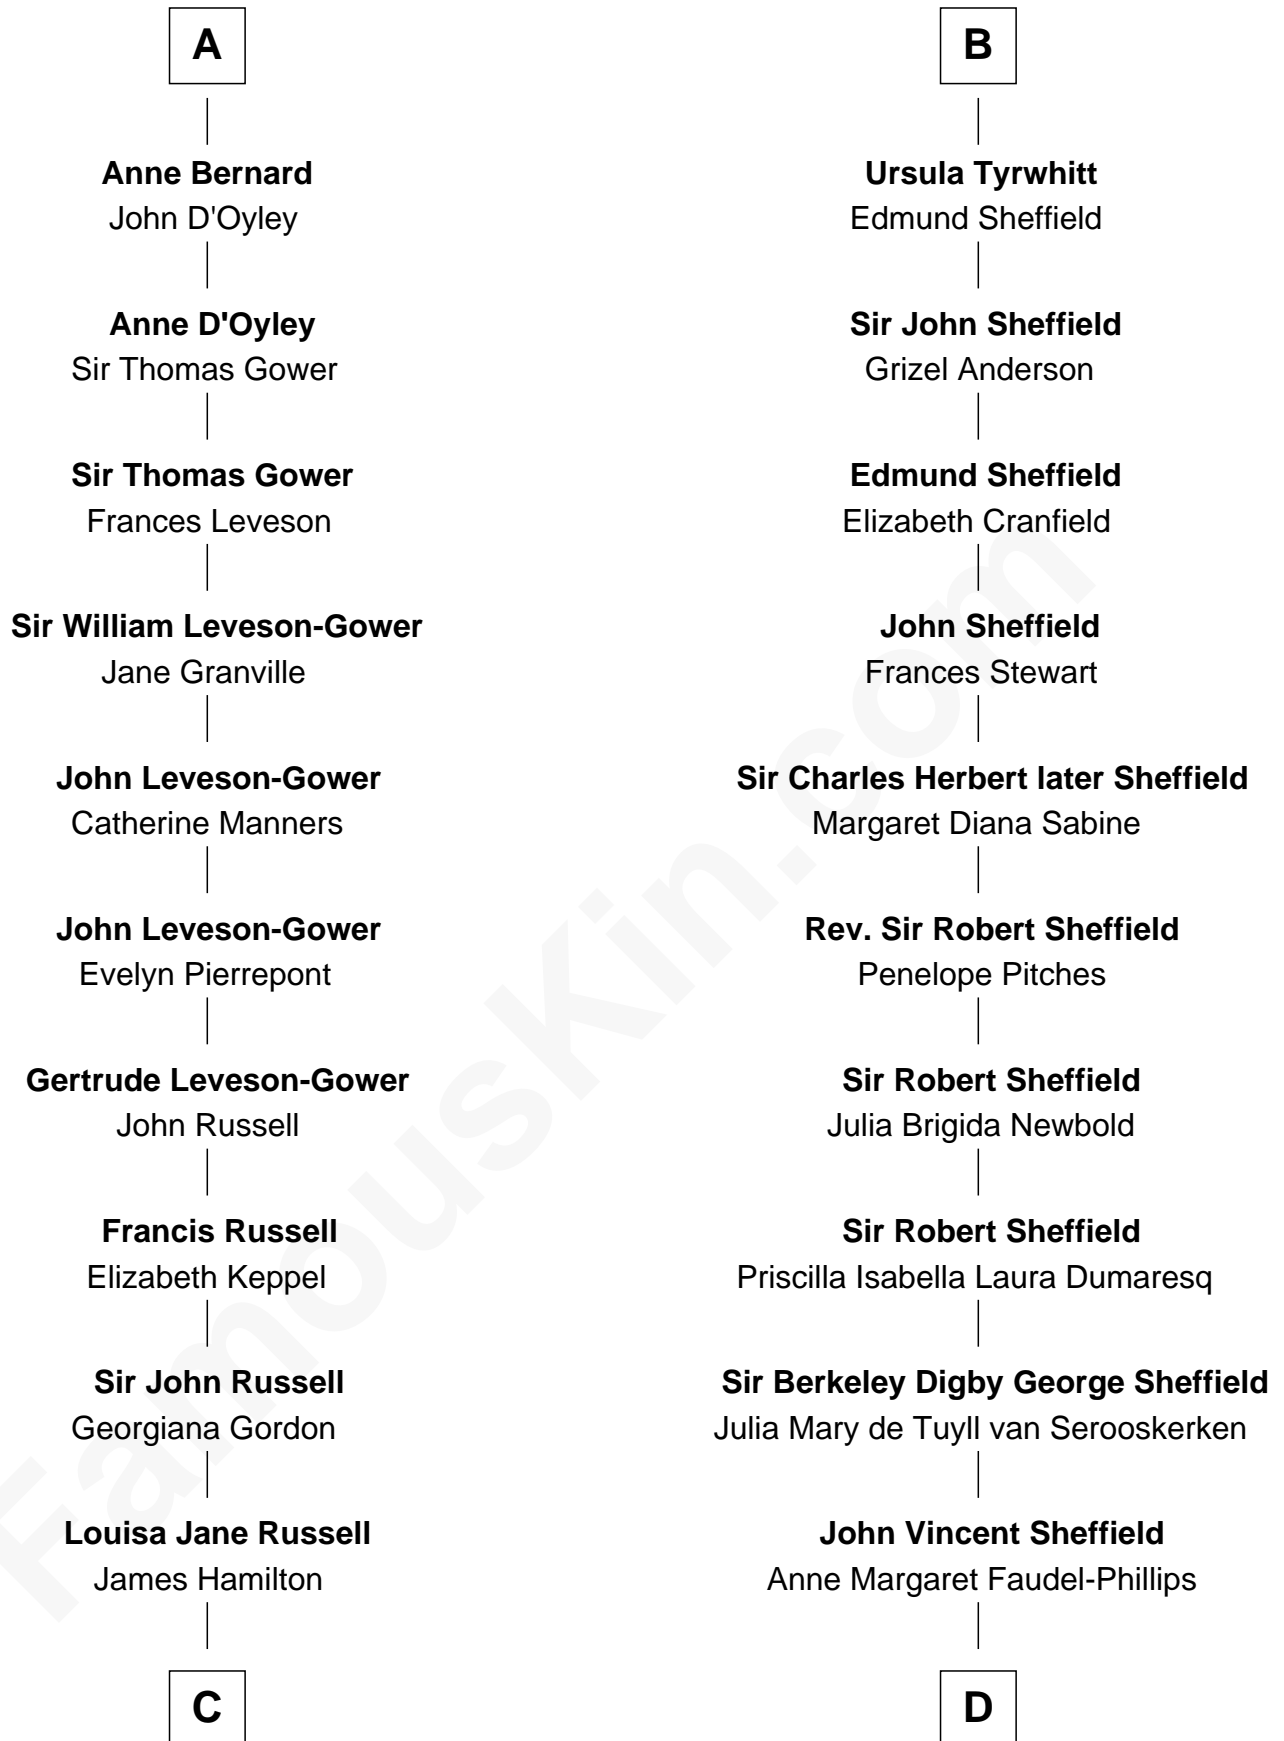 A
Anne Bernard
John D'Oyley
Anne D'Oyley
Sir Thomas Gower
Sir Thomas Gower
Frances Leveson
Sir William Leveson-Gower
Jane Granville
John Leveson-Gower
Catherine Manners
John Leveson-Gower
Evelyn Pierrepont
Gertrude Leveson-Gower
John Russell
Francis Russell
Elizabeth Keppel
Sir John Russell
Georgiana Gordon
Louisa Jane Russell
James Hamilton
C
B
Ursula Tyrwhitt
Edmund Sheffield
Sir John Sheffield
Grizel Anderson
Edmund Sheffield
Elizabeth Cranfield
John Sheffield
Frances Stewart
Sir Charles Herbert later Sheffield
Margaret Diana Sabine
Rev. Sir Robert Sheffield
Penelope Pitches
Sir Robert Sheffield
Julia Brigida Newbold
Sir Robert Sheffield
Priscilla Isabella Laura Dumaresq
Sir Berkeley Digby George Sheffield
Julia Mary de Tuyll van Serooskerken
John Vincent Sheffield
Anne Margaret Faudel-Phillips
D
FamousKin.com